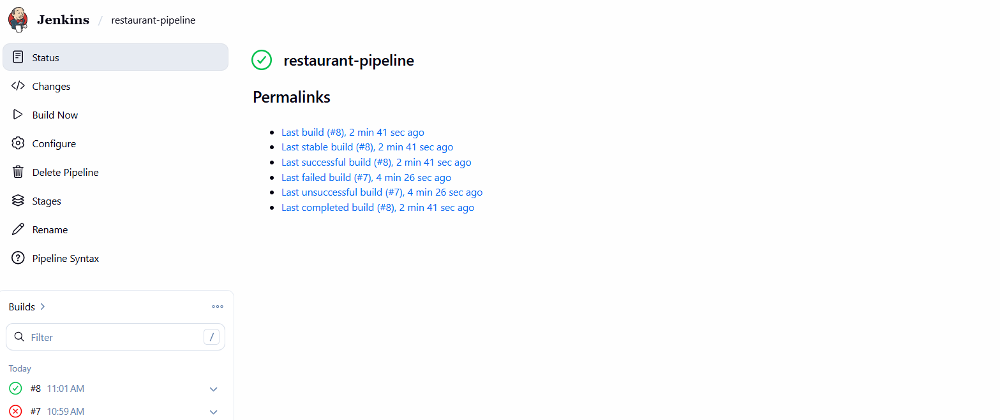 Jenkins / restaurant-pipeline
Status
Changes
Build Now
Configure
Delete Pipeline
Stages
Rename
Pipeline Syntax
Builds
Filter /
Today
#8 11:01 AM
#7 10:59 AM
restaurant-pipeline
Permalinks
Last build (#8), 2 min 41 sec ago
Last stable build (#8), 2 min 41 sec ago
Last successful build (#8), 2 min 41 sec ago
Last failed build (#7), 4 min 26 sec ago
Last unsuccessful build (#7), 4 min 26 sec ago
Last completed build (#8), 2 min 41 sec ago